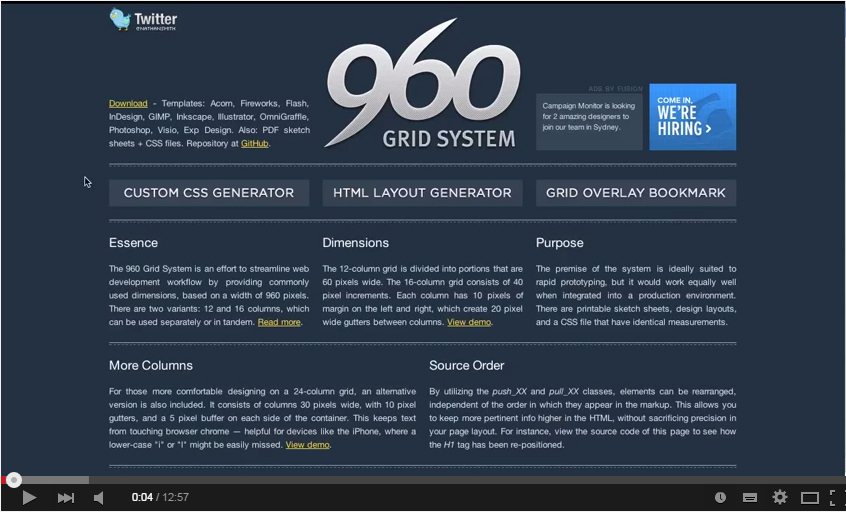 Twitter
@NATHANSMITH
960
GRID SYSTEM
ADS BY FUSION
Download - Templates: Acorn, Fireworks, Flash,
InDesign, GIMP, Inkscape, Illustrator, OmniGraffle,
Photoshop, Visio, Exp Design. Also: PDF sketch
sheets + CSS files. Repository at GitHub.
Campaign Monitor is looking
for 2 amazing designers to
join our team in Sydney.
COME IN,
WE'RE
HIRING >
CUSTOM CSS GENERATOR
HTML LAYOUT GENERATOR
GRID OVERLAY BOOKMARK
Essence
The 960 Grid System is an effort to streamline web
development workflow by providing commonly
used dimensions, based on a width of 960 pixels.
There are two variants: 12 and 16 columns, which
can be used separately or in tandem. Read more.
Dimensions
The 12-column grid is divided into portions that are
60 pixels wide. The 16-column grid consists of 40
pixel increments. Each column has 10 pixels of
margin on the left and right, which create 20 pixel
wide gutters between columns. View demo.
Purpose
The premise of the system is ideally suited to
rapid prototyping, but it would work equally well
when integrated into a production environment.
There are printable sketch sheets, design layouts,
and a CSS file that have identical measurements.
More Columns
For those more comfortable designing on a 24-column grid, an alternative
version is also included. It consists of columns 30 pixels wide, with 10 pixel
gutters, and a 5 pixel buffer on each side of the container. This keeps text
from touching browser chrome — helpful for devices like the iPhone, where a
lower-case "i" or "l" might be easily missed. View demo.
Source Order
By utilizing the push_XX and pull_XX classes, elements can be rearranged,
independent of the order in which they appear in the markup. This allows you
to keep more pertinent info higher in the HTML, without sacrificing precision in
your page layout. For instance, view the source code of this page to see how
the H1 tag has been re-positioned.
0:04 / 12:57